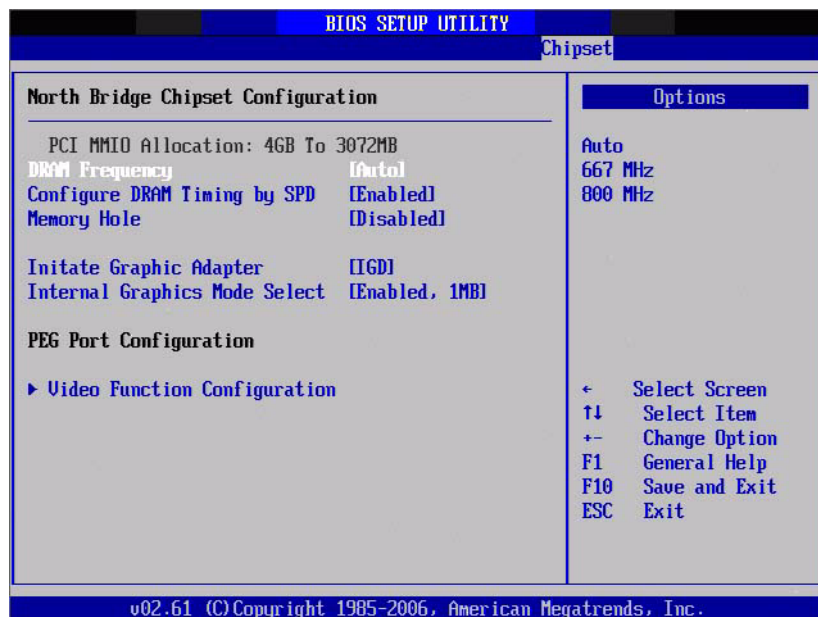 BIOS SETUP UTILITY
Chipset
North Bridge Chipset Configuration
PCI MMIO Allocation: 4GB To 3072MB
DRAM Frequency [Auto]
Configure DRAM Timing by SPD [Enabled]
Memory Hole [Disabled]
Initate Graphic Adapter [IGD]
Internal Graphics Mode Select [Enabled, 1MB]
PEG Port Configuration
▶ Video Function Configuration
Options
Auto
667 MHz
800 MHz
← Select Screen
↑↓ Select Item
+- Change Option
F1 General Help
F10 Save and Exit
ESC Exit
v02.61 (C)Copyright 1985-2006, American Megatrends, Inc.